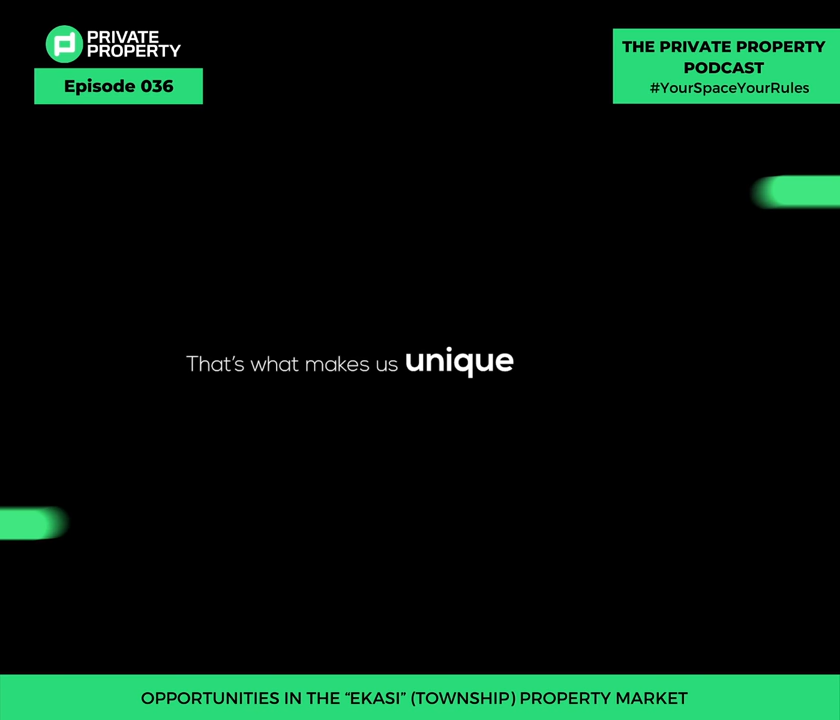 PRIVATE
PROPERTY
Episode 036
THE PRIVATE PROPERTY
PODCAST
#YourSpaceYourRules
That's what makes us unique
OPPORTUNITIES IN THE “EKASI” (TOWNSHIP) PROPERTY MARKET